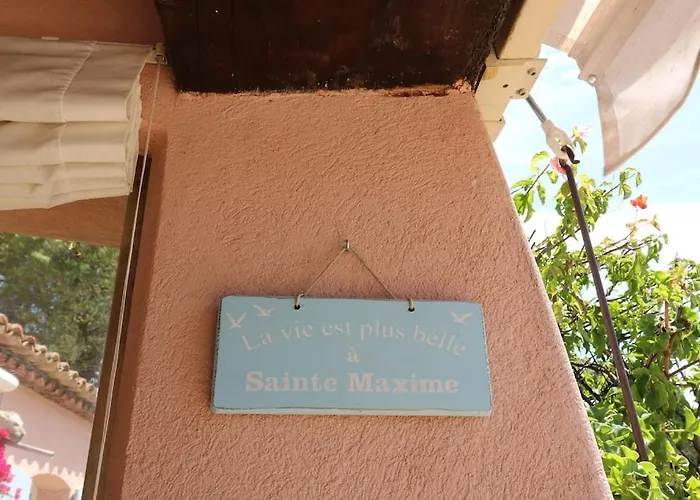 La vie est plus belle
à
Sainte Maxime